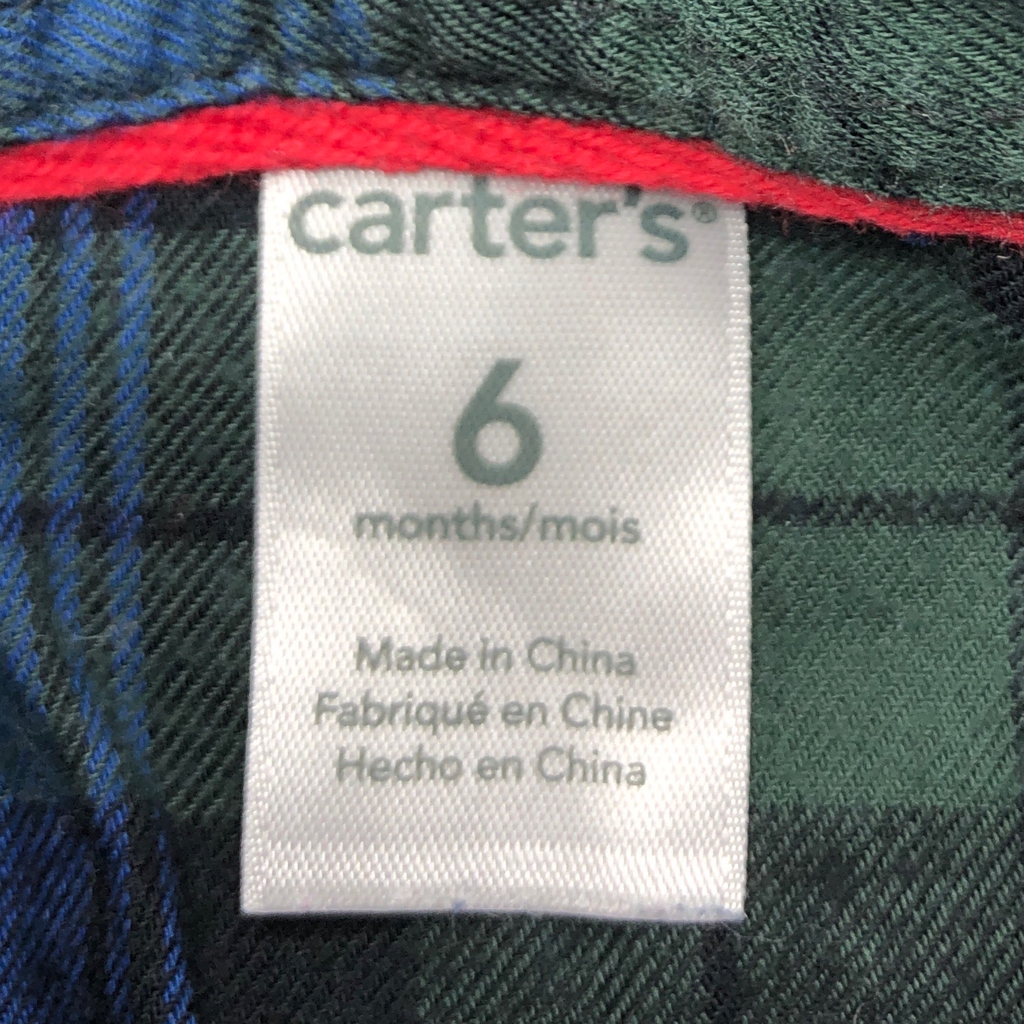 carter's®
6
months/mois
Made in China
Fabriqué en Chine
Hecho en China